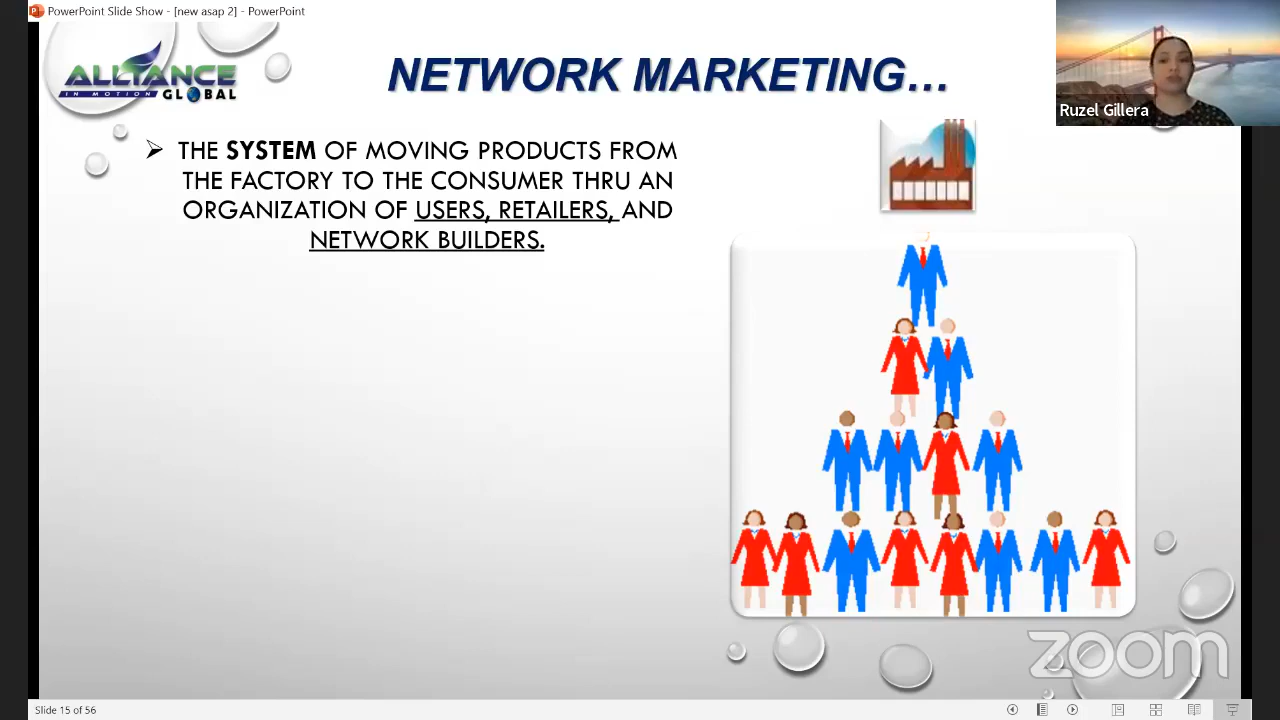 PowerPoint Slide Show - [new asap 2] - PowerPoint
ALLIANCE
IN MOTION GLOBAL
NETWORK MARKETING...
Ruzel Gillera
➢ THE SYSTEM OF MOVING PRODUCTS FROM
THE FACTORY TO THE CONSUMER THRU AN
ORGANIZATION OF USERS, RETAILERS, AND
NETWORK BUILDERS.
zoom
Slide 15 of 56